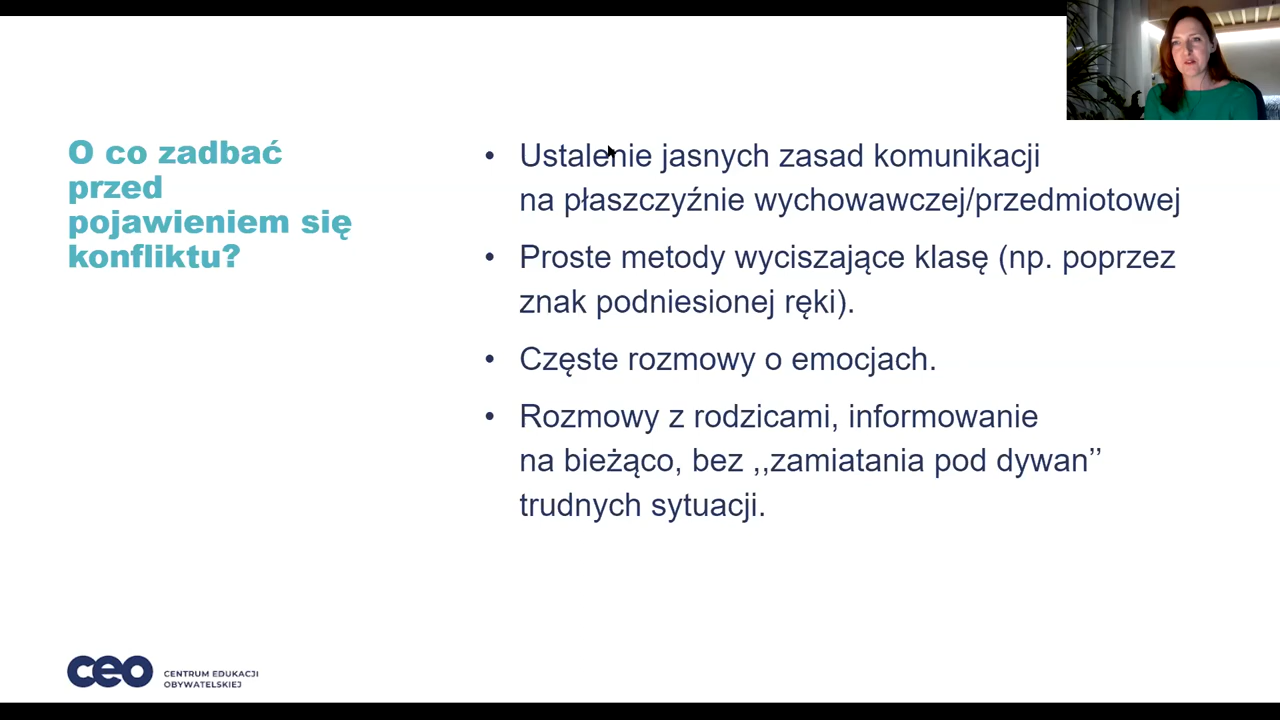 O co zadbać
przed
pojawieniem się
konfliktu?
• Ustalenie jasnych zasad komunikacji
na płaszczyźnie wychowawczej/przedmiotowej
• Proste metody wyciszające klasę (np. poprzez
znak podniesionej ręki).
• Częste rozmowy o emocjach.
• Rozmowy z rodzicami, informowanie
na bieżąco, bez ,,zamiatania pod dywan’’
trudnych sytuacji.
ceo
CENTRUM EDUKACJI
OBYWATELSKIEJ